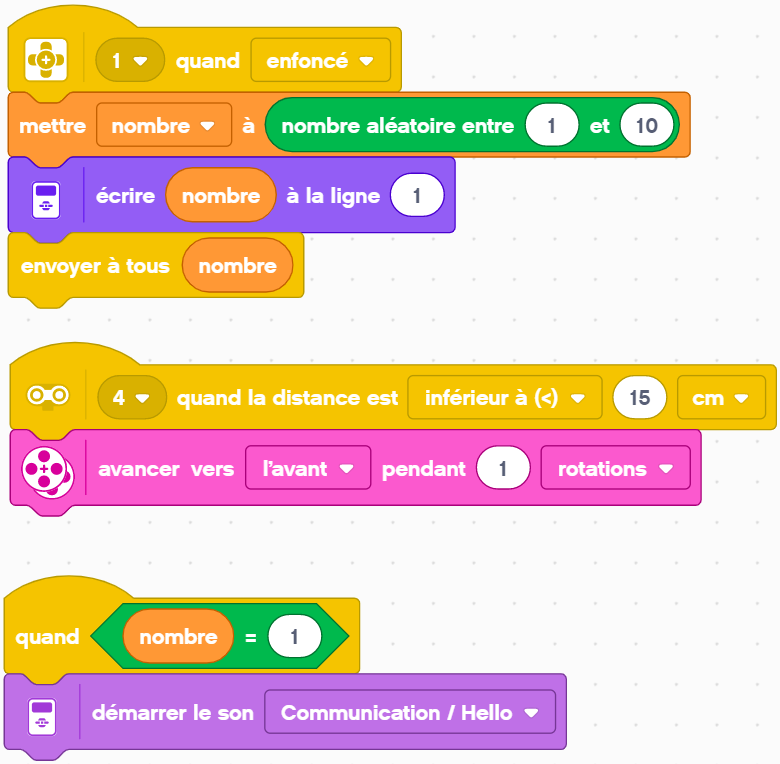 1 quand enfoncé
mettre nombre à nombre aléatoire entre 1 et 10
écrire nombre à la ligne 1
envoyer à tous nombre
4 quand la distance est inférieur à (<) 15 cm
avancer vers l'avant pendant 1 rotations
quand nombre = 1
démarrer le son Communication / Hello